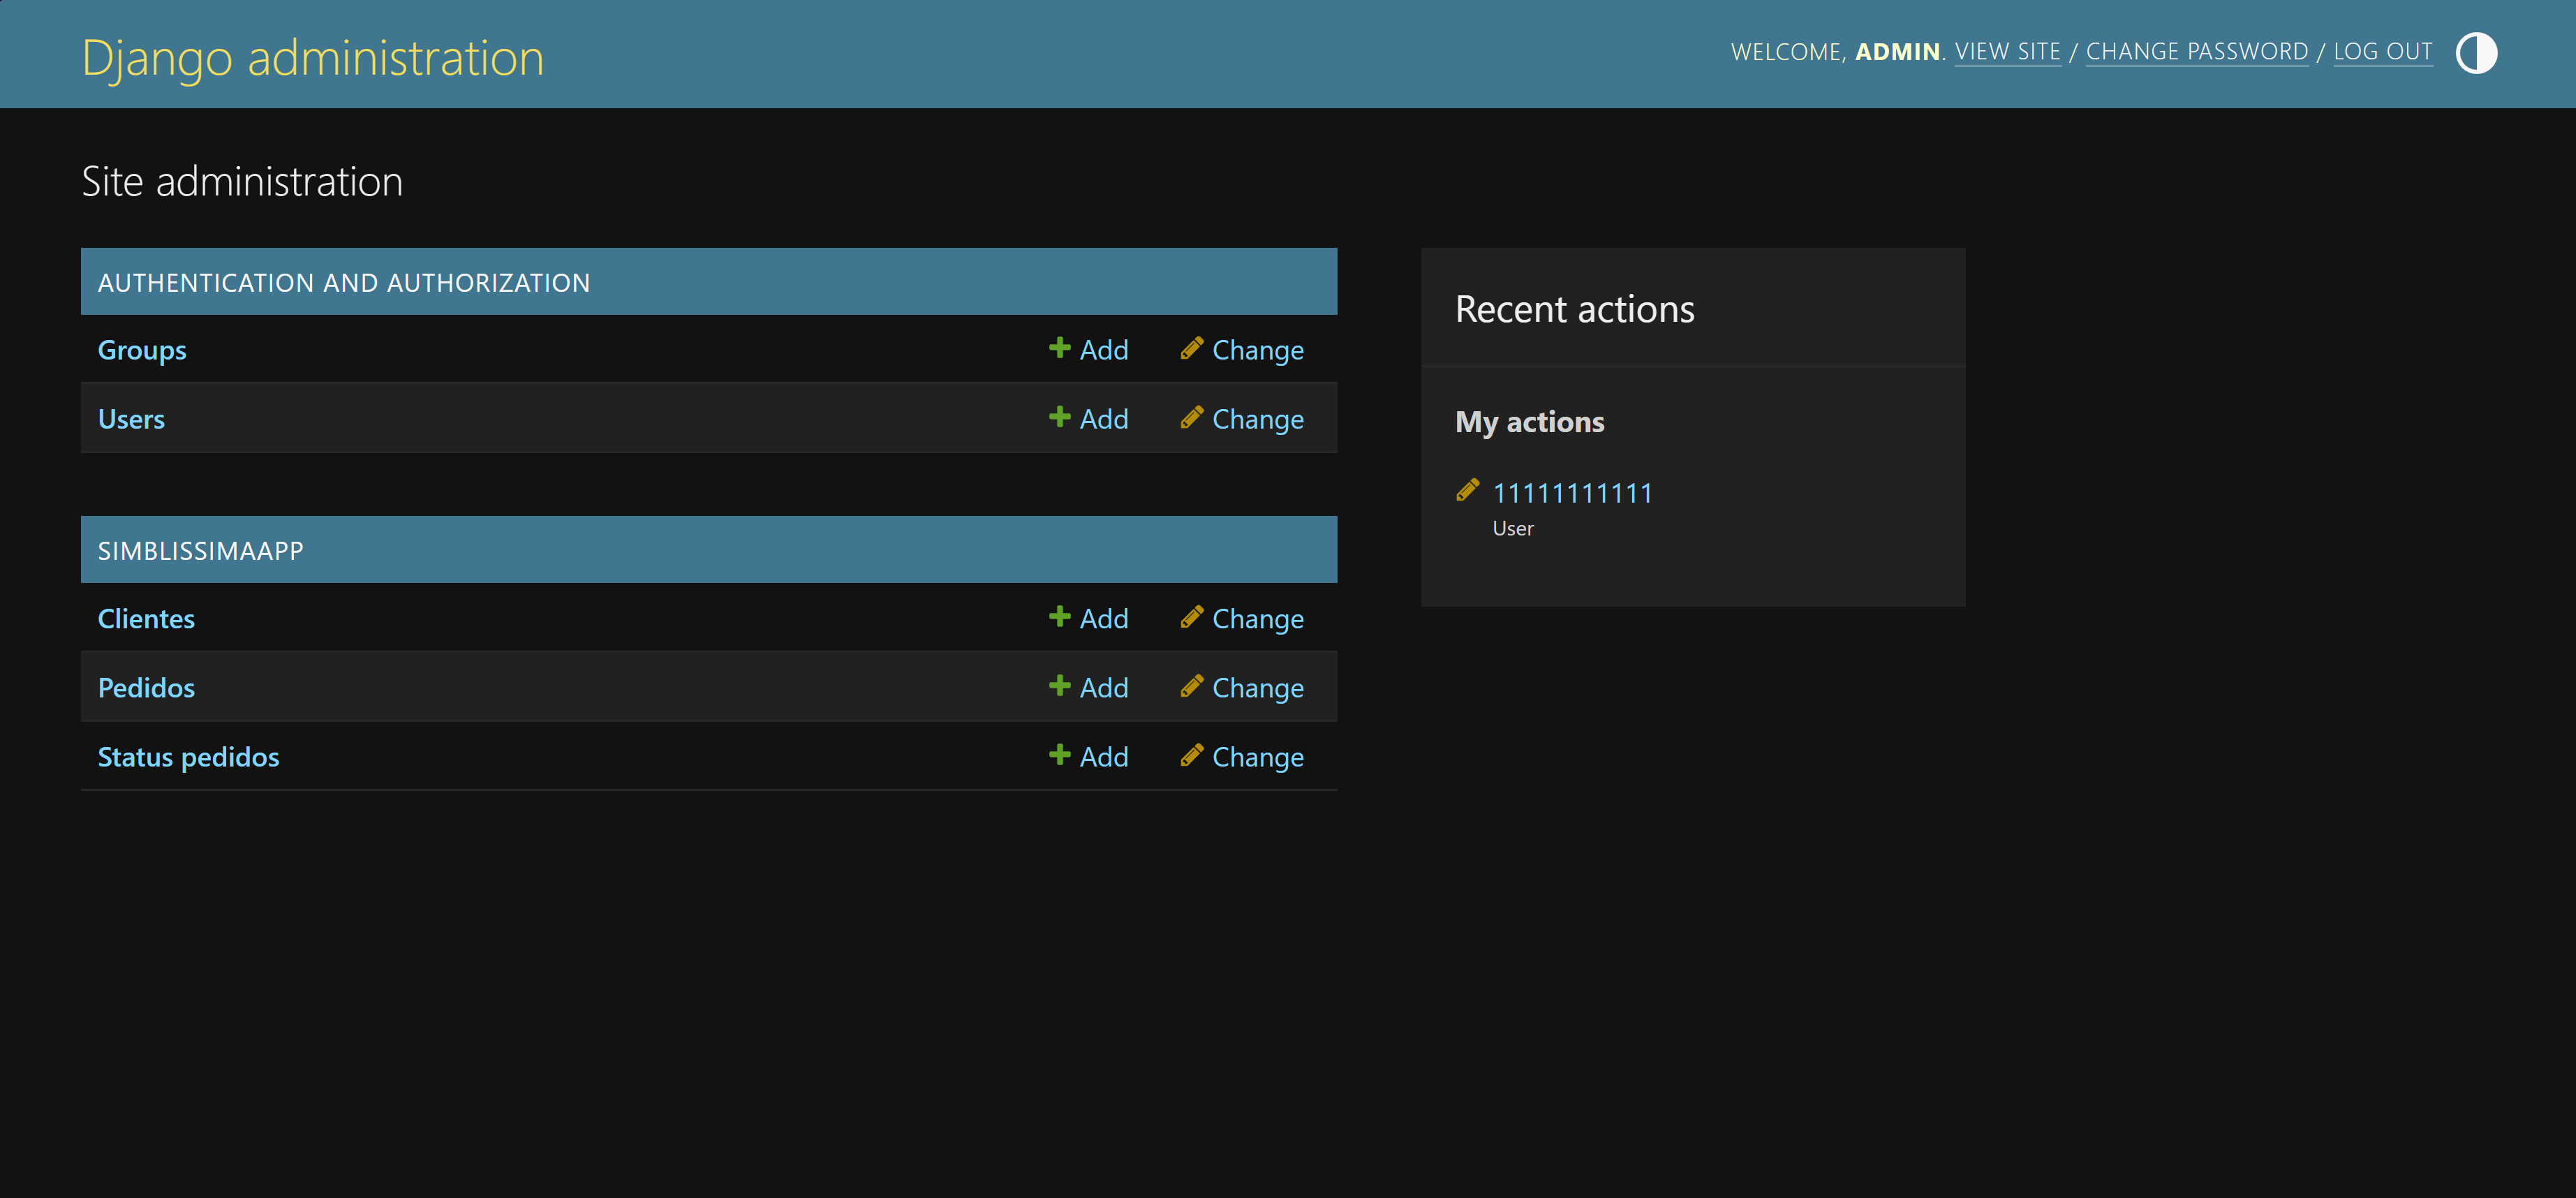 Django administration
WELCOME, ADMIN. VIEW SITE / CHANGE PASSWORD / LOG OUT
Site administration
AUTHENTICATION AND AUTHORIZATION
Groups Add Change
Users Add Change
SIMBLISSIMAAPP
Clientes Add Change
Pedidos Add Change
Status pedidos Add Change
Recent actions
My actions
11111111111
User